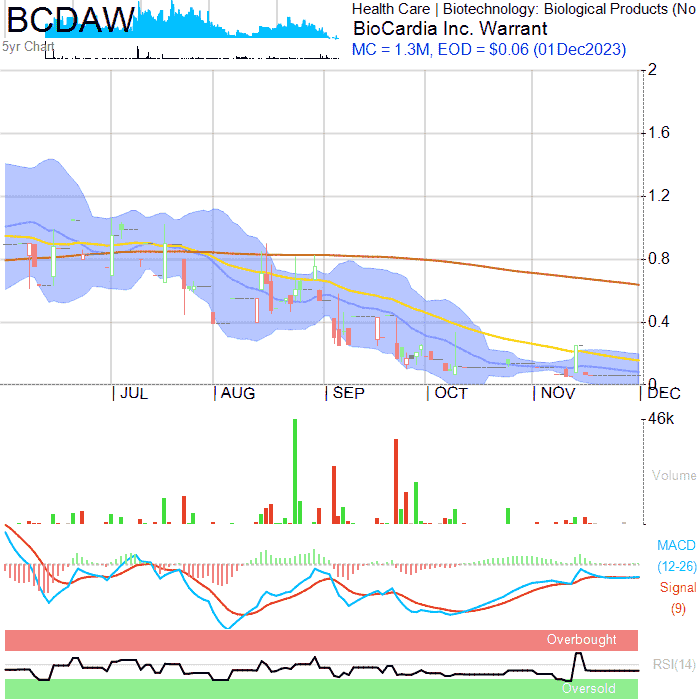 BCDAW
5yr Chart
Health Care | Biotechnology: Biological Products (No
BioCardia Inc. Warrant
MC = 1.3M, EOD = $0.06 (01Dec2023)
2
1.6
1.2
0.8
0.4
0
| JUL | AUG | SEP | OCT | NOV | DEC
46k
Volume
MACD
(12-26)
Signal
(9)
Overbought
RSI(14)
Oversold